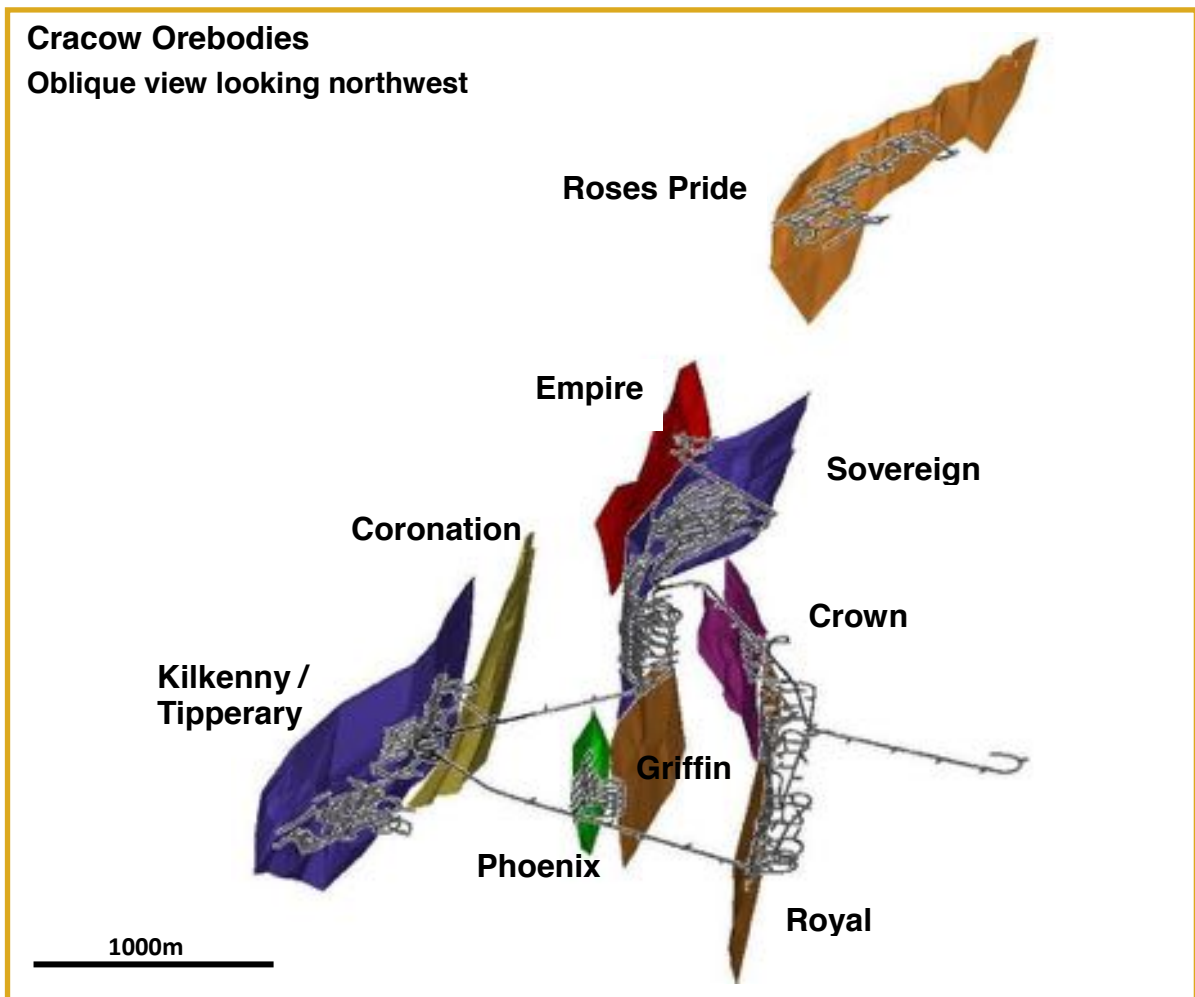 Cracow Orebodies
Oblique view looking northwest
Roses Pride
Empire
Sovereign
Coronation
Crown
Kilkenny /
Tipperary
Griffin
Phoenix
Royal
1000m